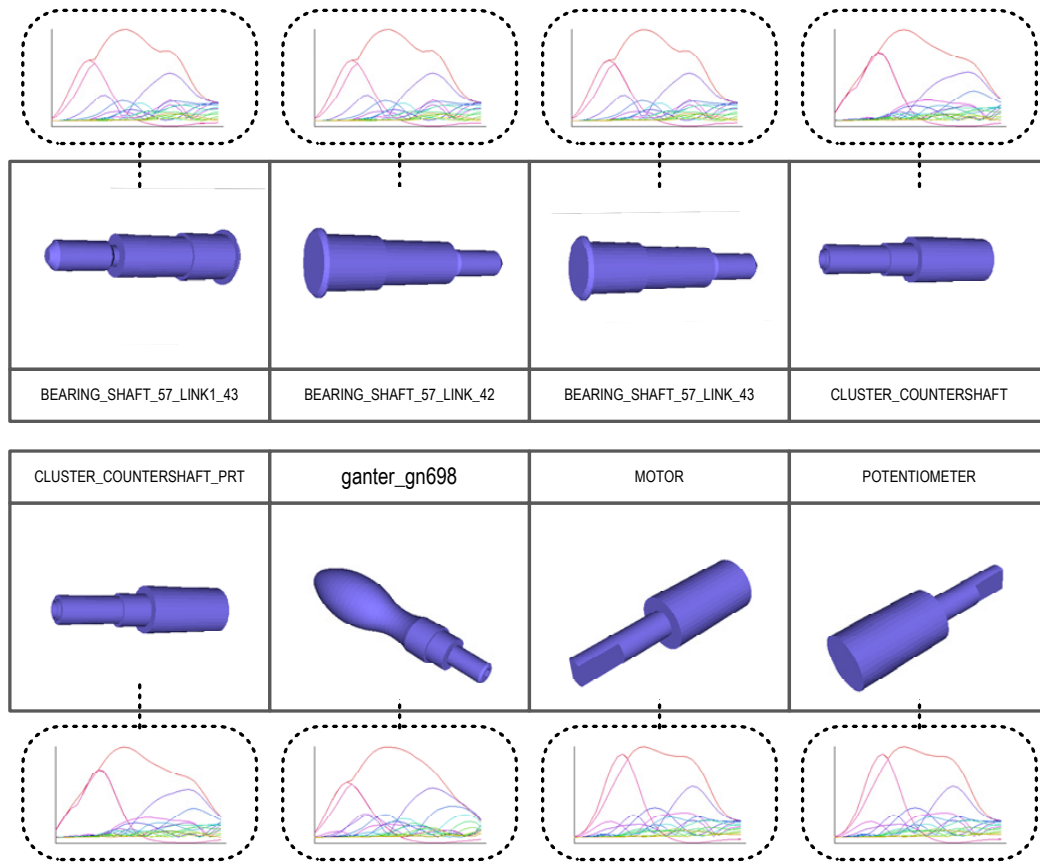 BEARING_SHAFT_57_LINK1_43
BEARING_SHAFT_57_LINK_42
BEARING_SHAFT_57_LINK_43
CLUSTER_COUNTERSHAFT
CLUSTER_COUNTERSHAFT_PRT
ganter_gn698
MOTOR
POTENTIOMETER